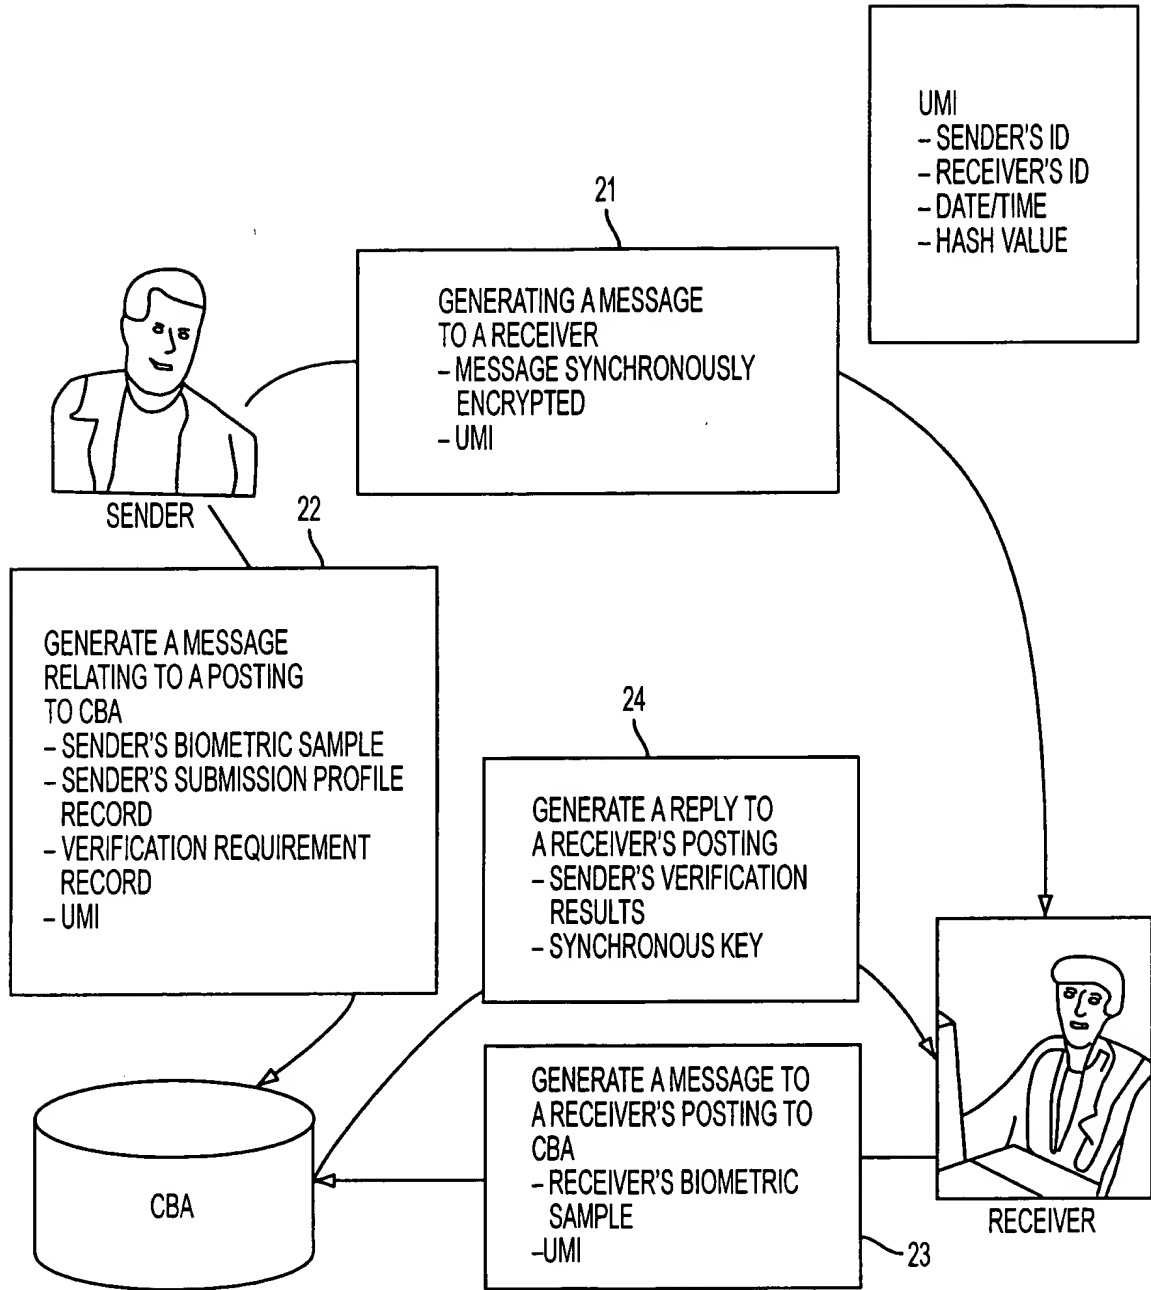 UMI
– SENDER'S ID
– RECEIVER'S ID
– DATE/TIME
– HASH VALUE
21
GENERATING A MESSAGE
TO A RECEIVER
– MESSAGE SYNCHRONOUSLY
ENCRYPTED
– UMI
SENDER
22
GENERATE A MESSAGE
RELATING TO A POSTING
TO CBA
– SENDER'S BIOMETRIC SAMPLE
– SENDER'S SUBMISSION PROFILE
RECORD
– VERIFICATION REQUIREMENT
RECORD
– UMI
24
GENERATE A REPLY TO
A RECEIVER'S POSTING
– SENDER'S VERIFICATION
RESULTS
– SYNCHRONOUS KEY
GENERATE A MESSAGE TO
A RECEIVER'S POSTING TO
CBA
– RECEIVER'S BIOMETRIC
SAMPLE
–UMI
23
CBA
RECEIVER